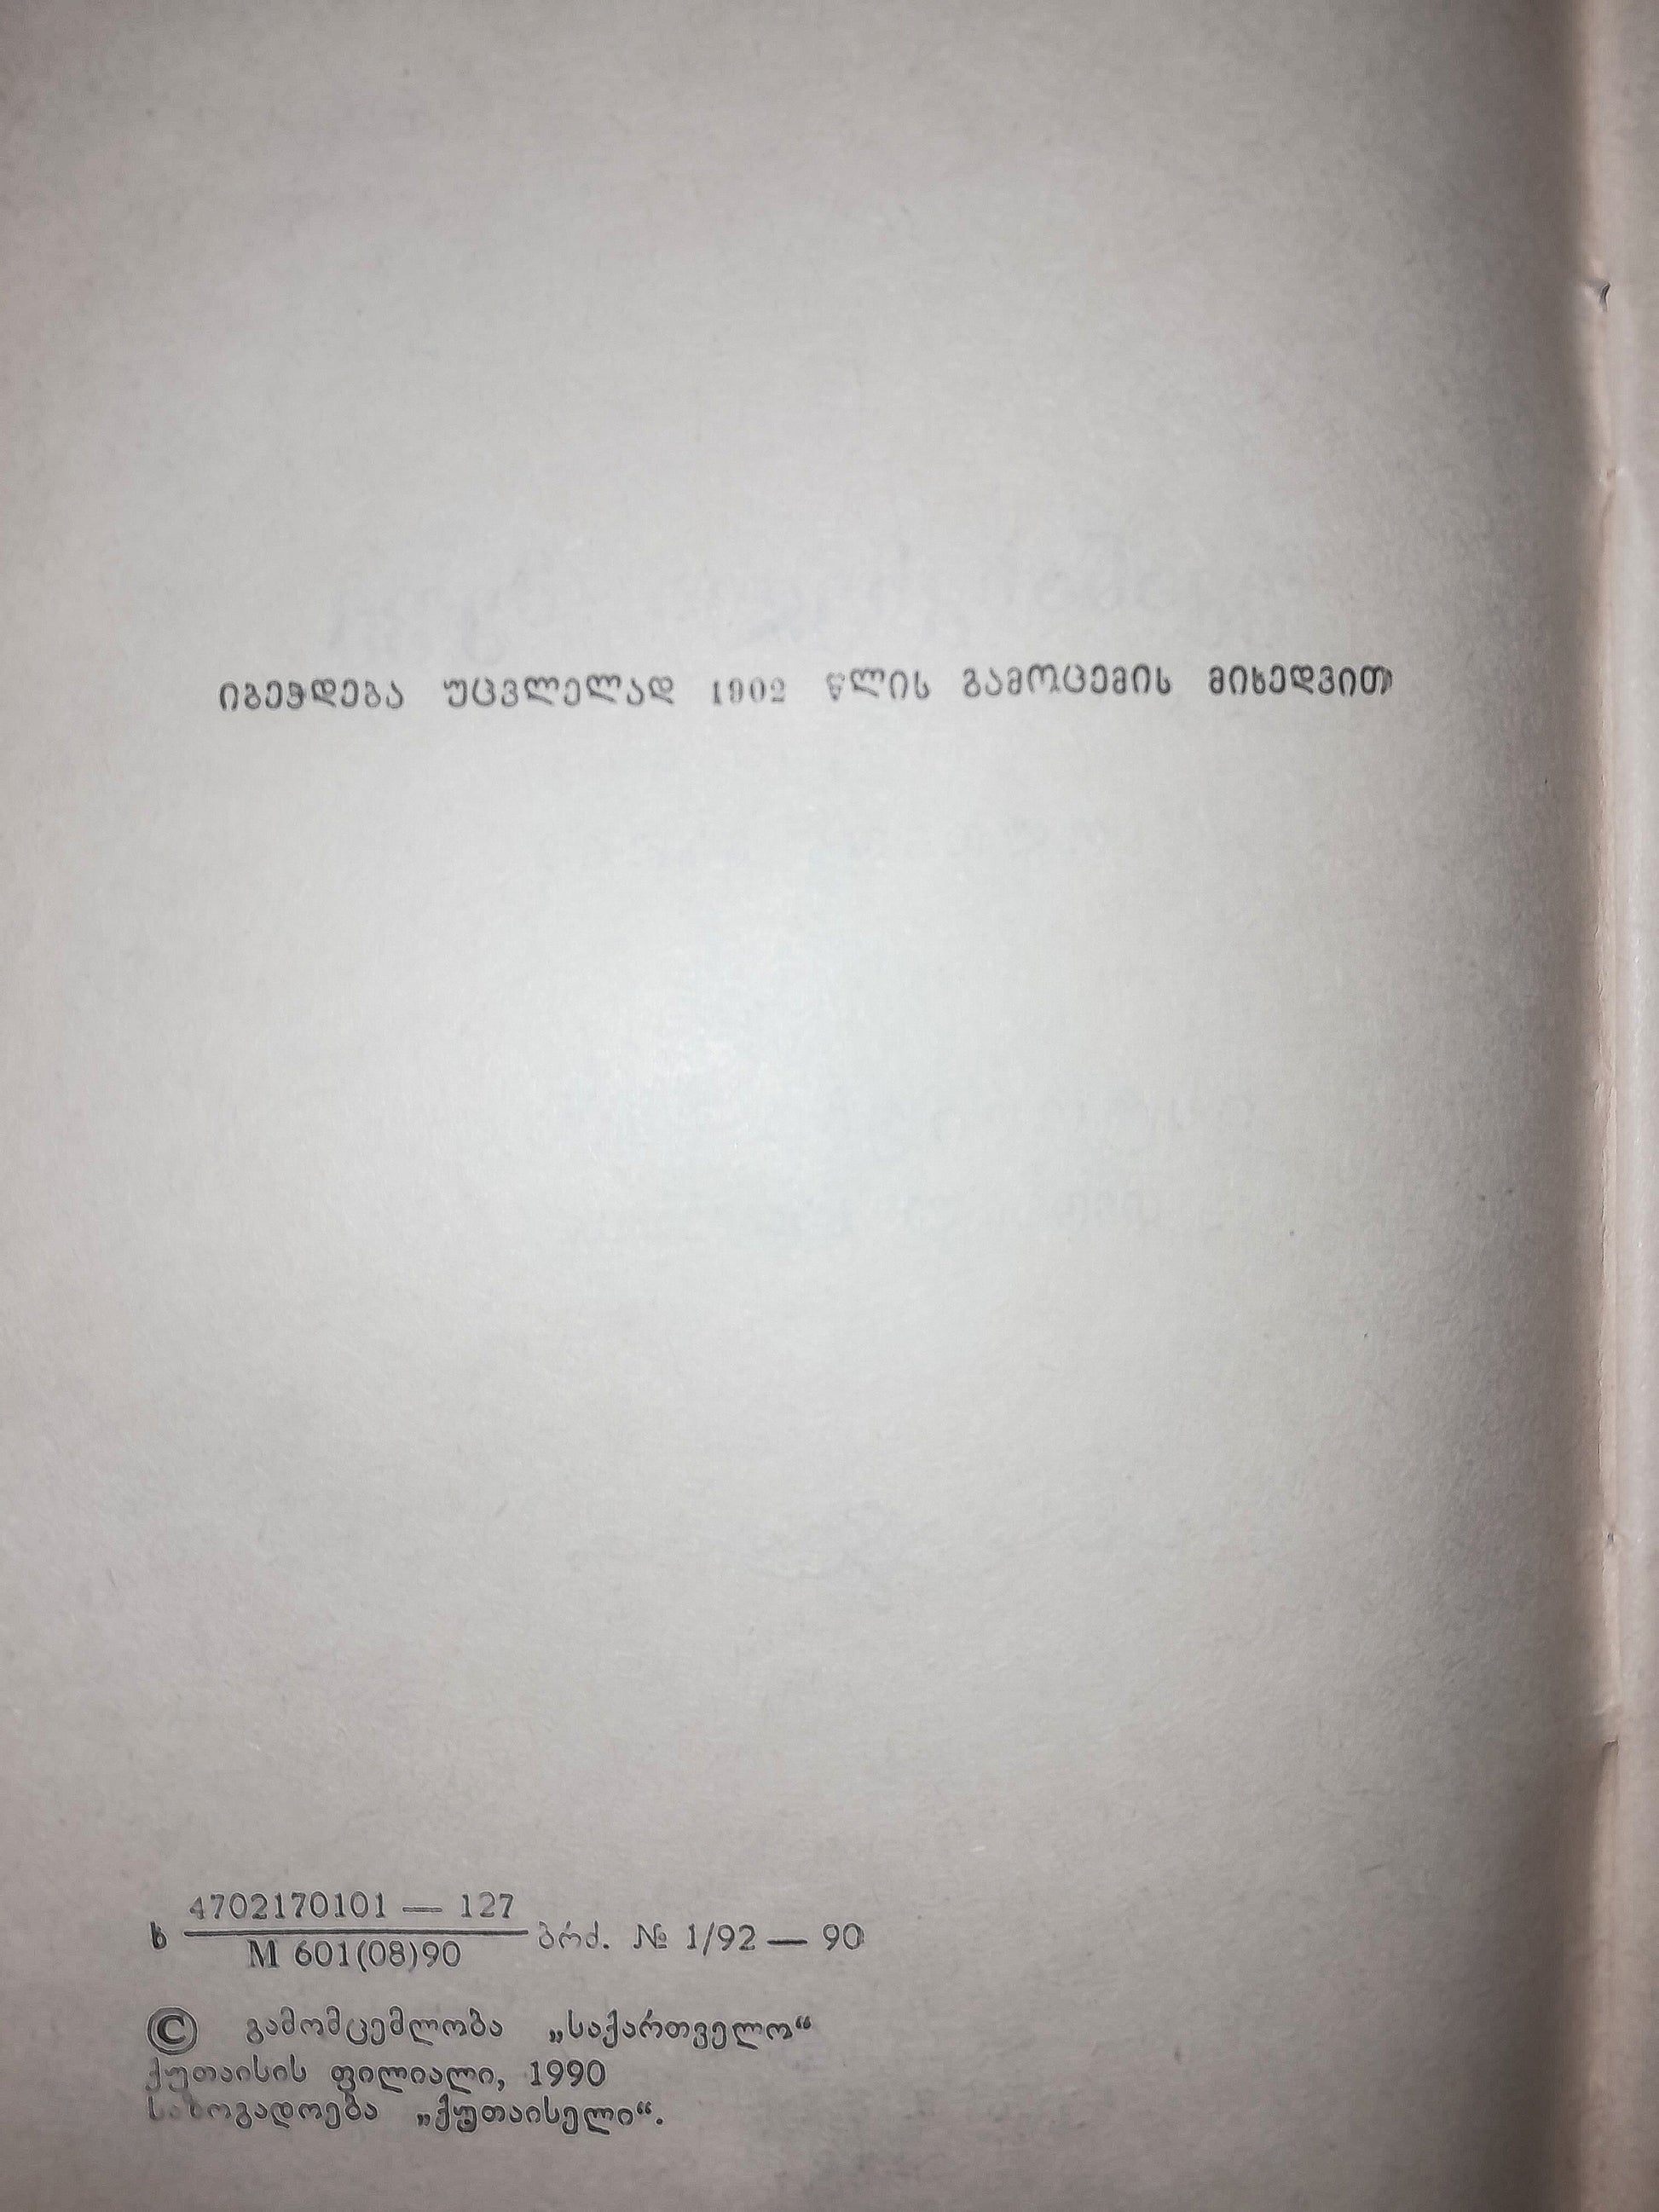 იბეჭდება უცვლელად 1902 წლის გამოცემის მიხედვით
ს 4702170101 — 127
M 601(08)90 ბრძ. № 1/92 — 90
© გამომცემლობა „საქართველო“
ქუთაისის ფილიალი, 1990
საზოგადოება „ქუთაისელი“.